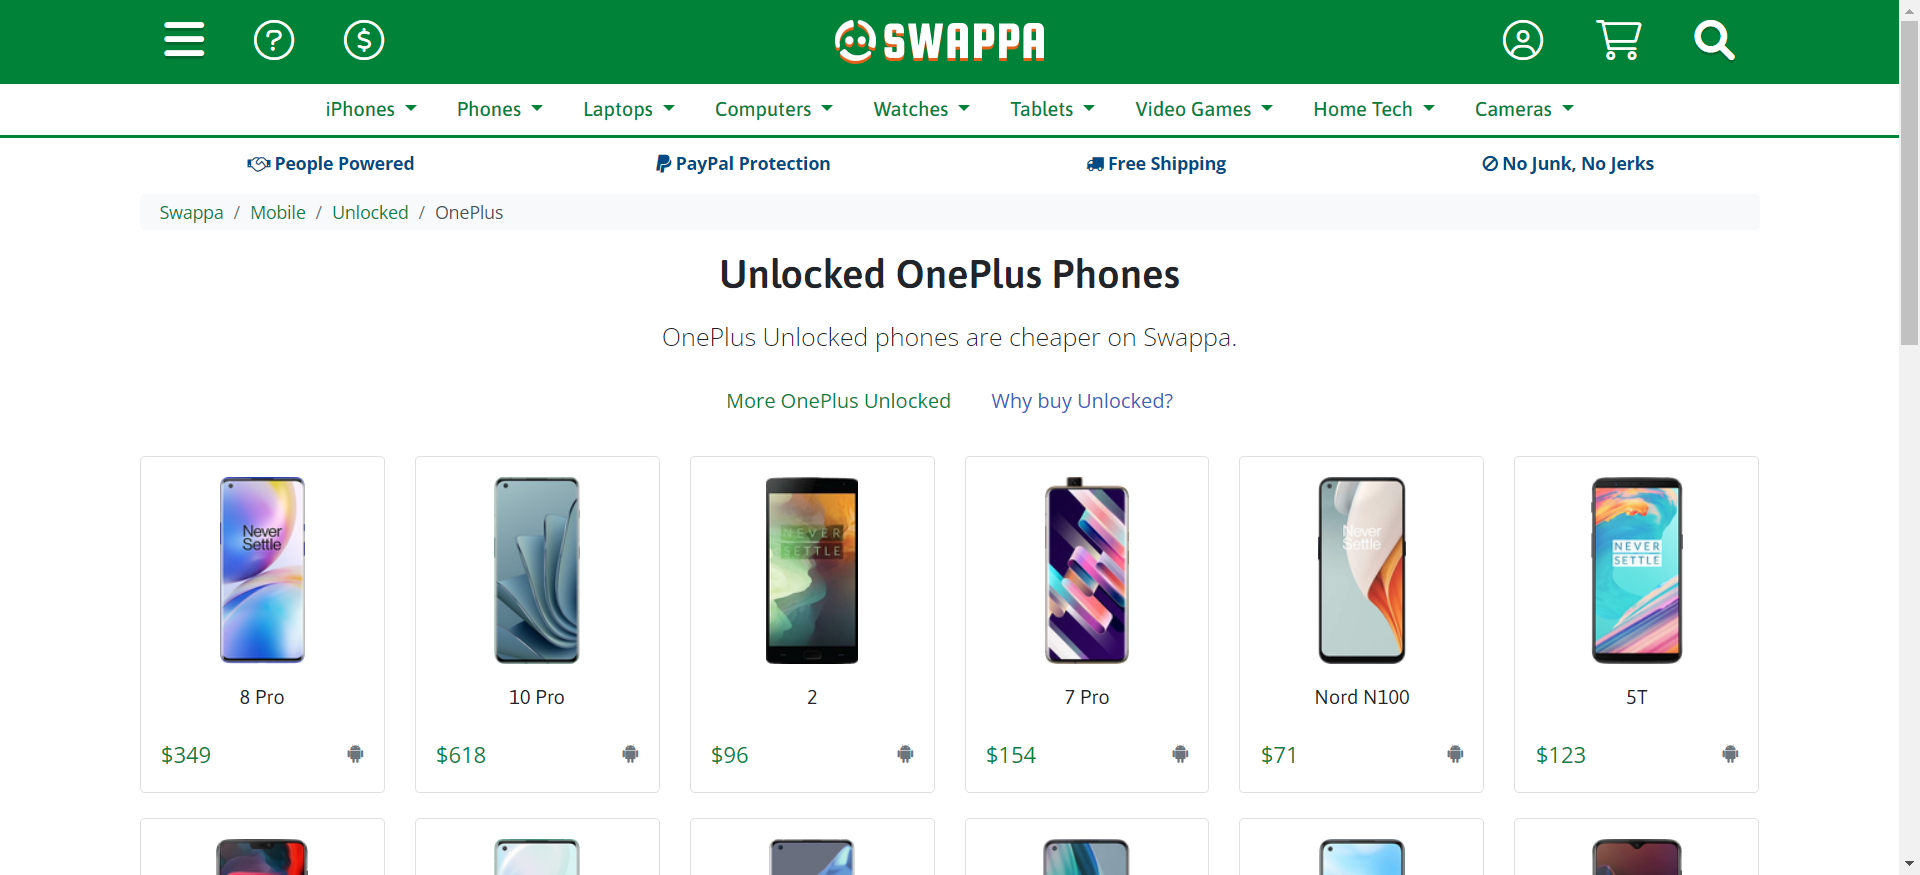 SWAPPA
iPhones Phones Laptops Computers Watches Tablets Video Games Home Tech Cameras
People Powered PayPal Protection Free Shipping No Junk, No Jerks
Swappa / Mobile / Unlocked / OnePlus
Unlocked OnePlus Phones
OnePlus Unlocked phones are cheaper on Swappa.
More OnePlus Unlocked Why buy Unlocked?
Never
Settle
NEVER
SETTLE
Never
Settle
NEVER
SETTLE
8 Pro 10 Pro 2 7 Pro Nord N100 5T
$349 $618 $96 $154 $71 $123